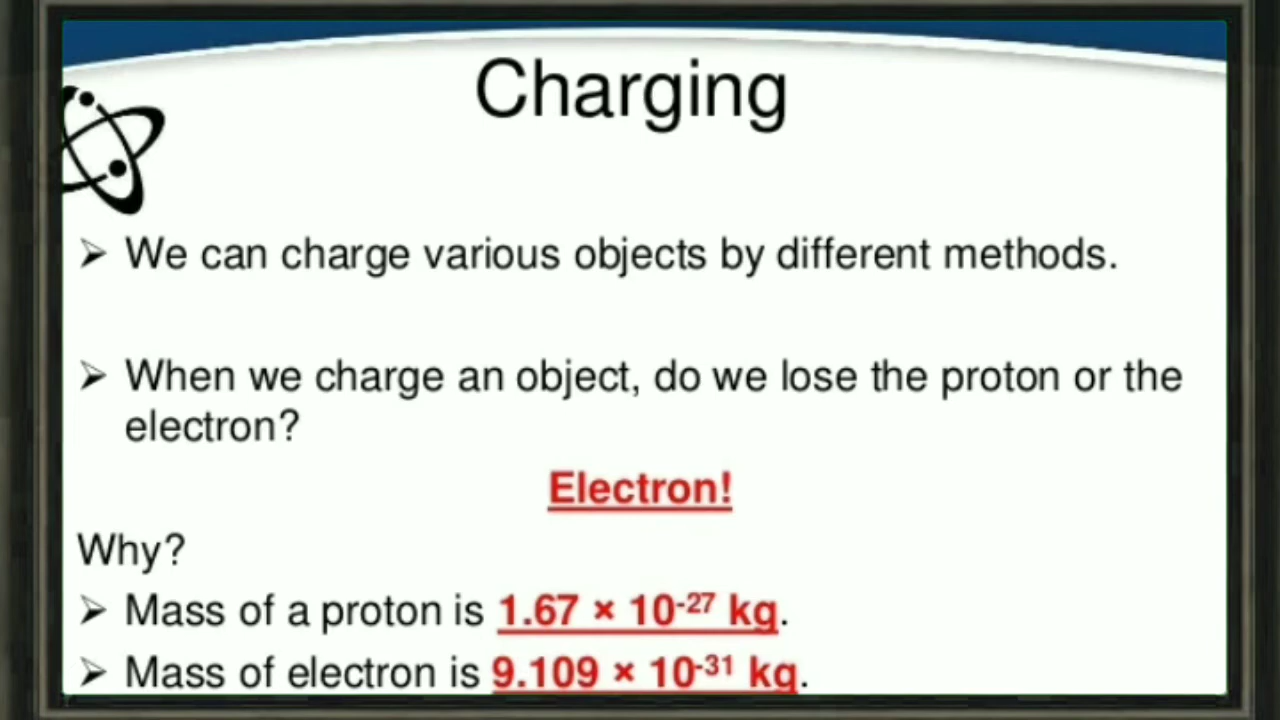 Charging
➢ We can charge various objects by different methods.
➢ When we charge an object, do we lose the proton or the
electron?
Electron!
Why?
➢ Mass of a proton is 1.67 × 10⁻²⁷ kg.
➢ Mass of electron is 9.109 × 10⁻³¹ kg.